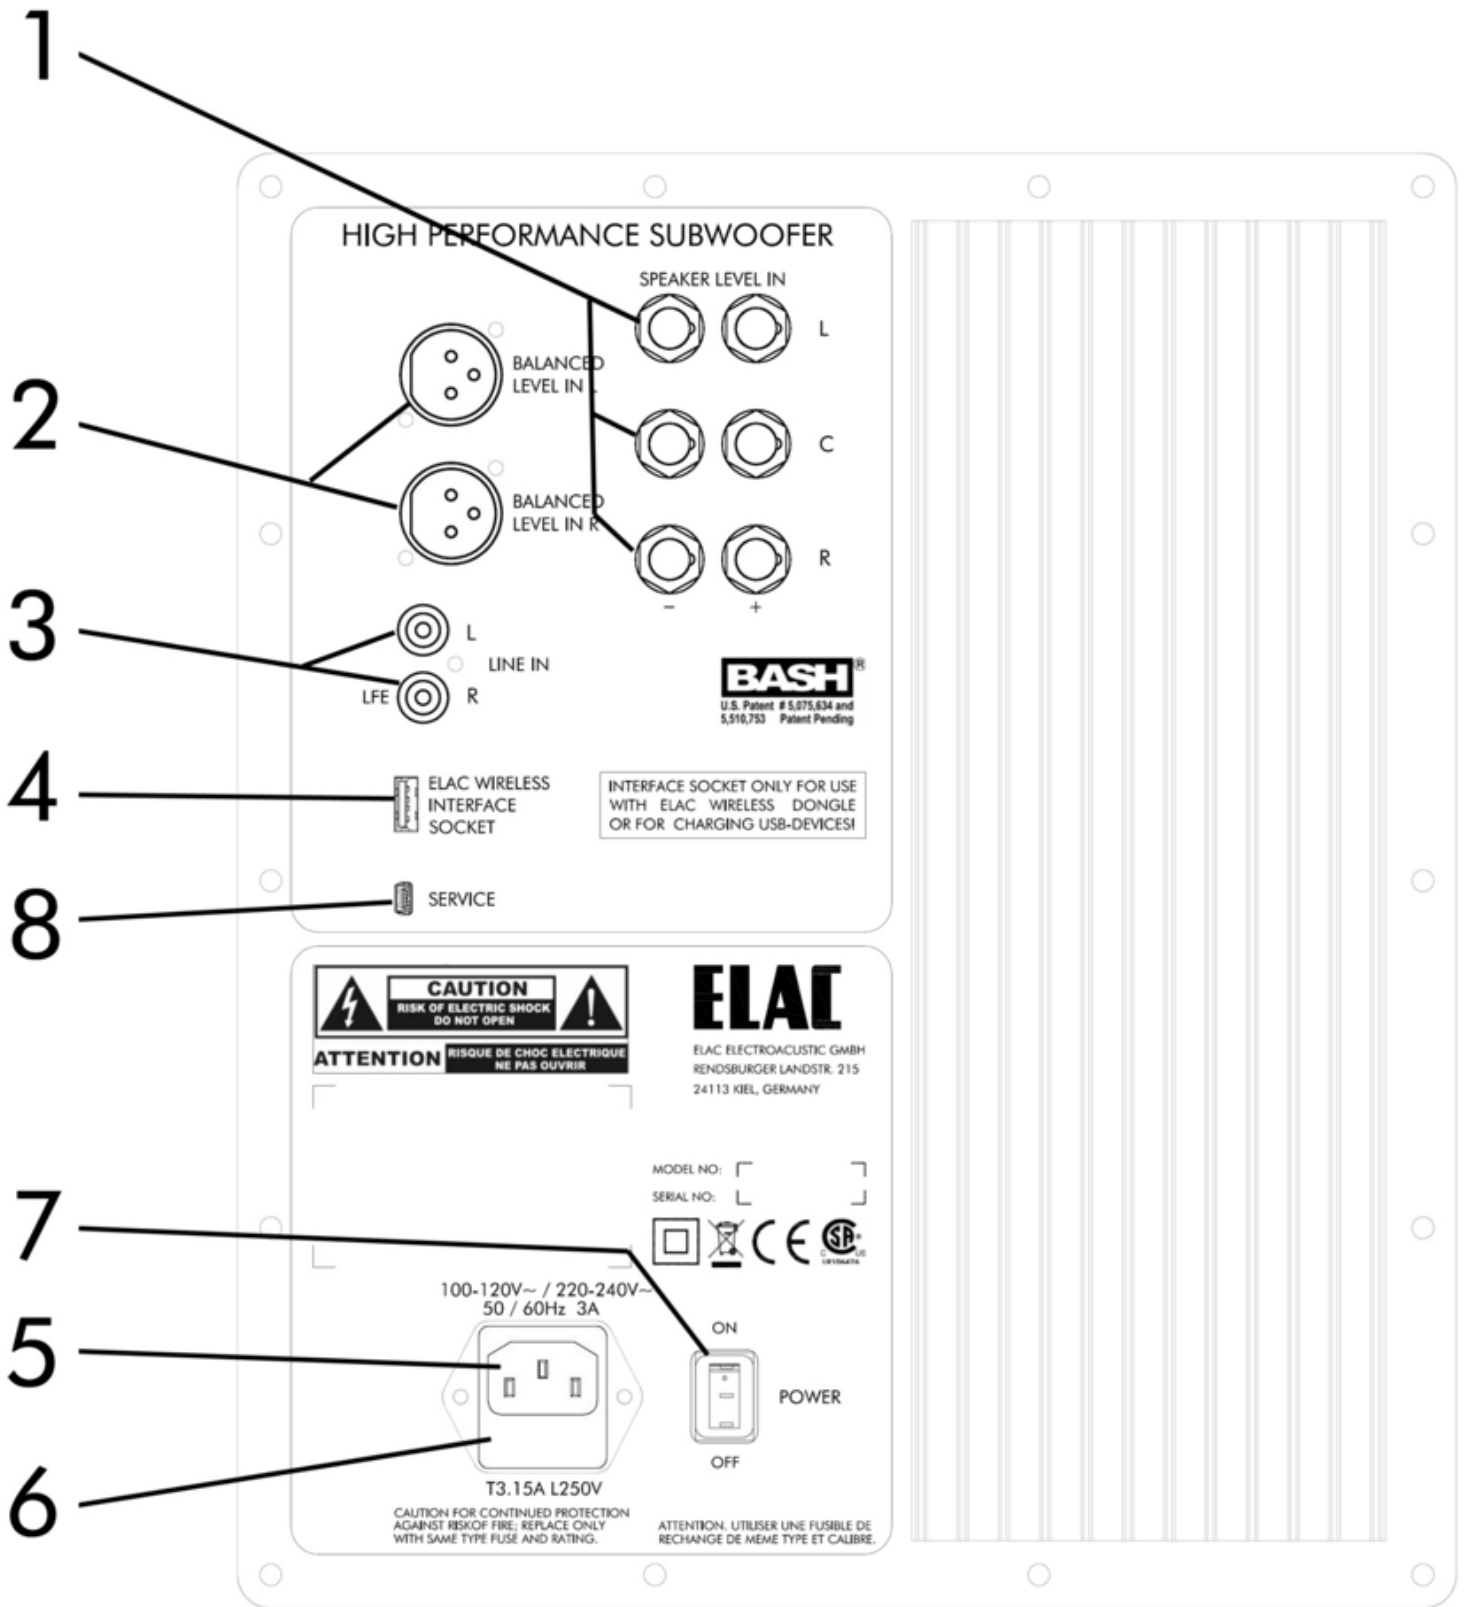 1
HIGH PERFORMANCE SUBWOOFER
SPEAKER LEVEL IN
L
BALANCED
LEVEL IN L
2
C
BALANCED
LEVEL IN R
R
- +
3
L
LINE IN
LFE R
BASH®
U.S. Patent # 5,075,634 and
5,510,753 Patent Pending
4
ELAC WIRELESS
INTERFACE
SOCKET
INTERFACE SOCKET ONLY FOR USE
WITH ELAC WIRELESS DONGLE
OR FOR CHARGING USB-DEVICES!
8
SERVICE
CAUTION
RISK OF ELECTRIC SHOCK
DO NOT OPEN
ATTENTION
RISQUE DE CHOC ELECTRIQUE
NE PAS OUVRIR
ELAC
ELAC ELECTROACUSTIC GMBH
RENDSBURGER LANDSTR. 215
24113 KIEL, GERMANY
MODEL NO:
SERIAL NO:
7
CE
C SA® US
LR106476
100-120V~ / 220-240V~
50 / 60Hz 3A
ON
5
POWER
OFF
6
T3.15A L250V
CAUTION FOR CONTINUED PROTECTION
AGAINST RISKOF FIRE; REPLACE ONLY
WITH SAME TYPE FUSE AND RATING.
ATTENTION. UTILISER UNE FUSIBLE DE
RECHANGE DE MEME TYPE ET CALIBRE.